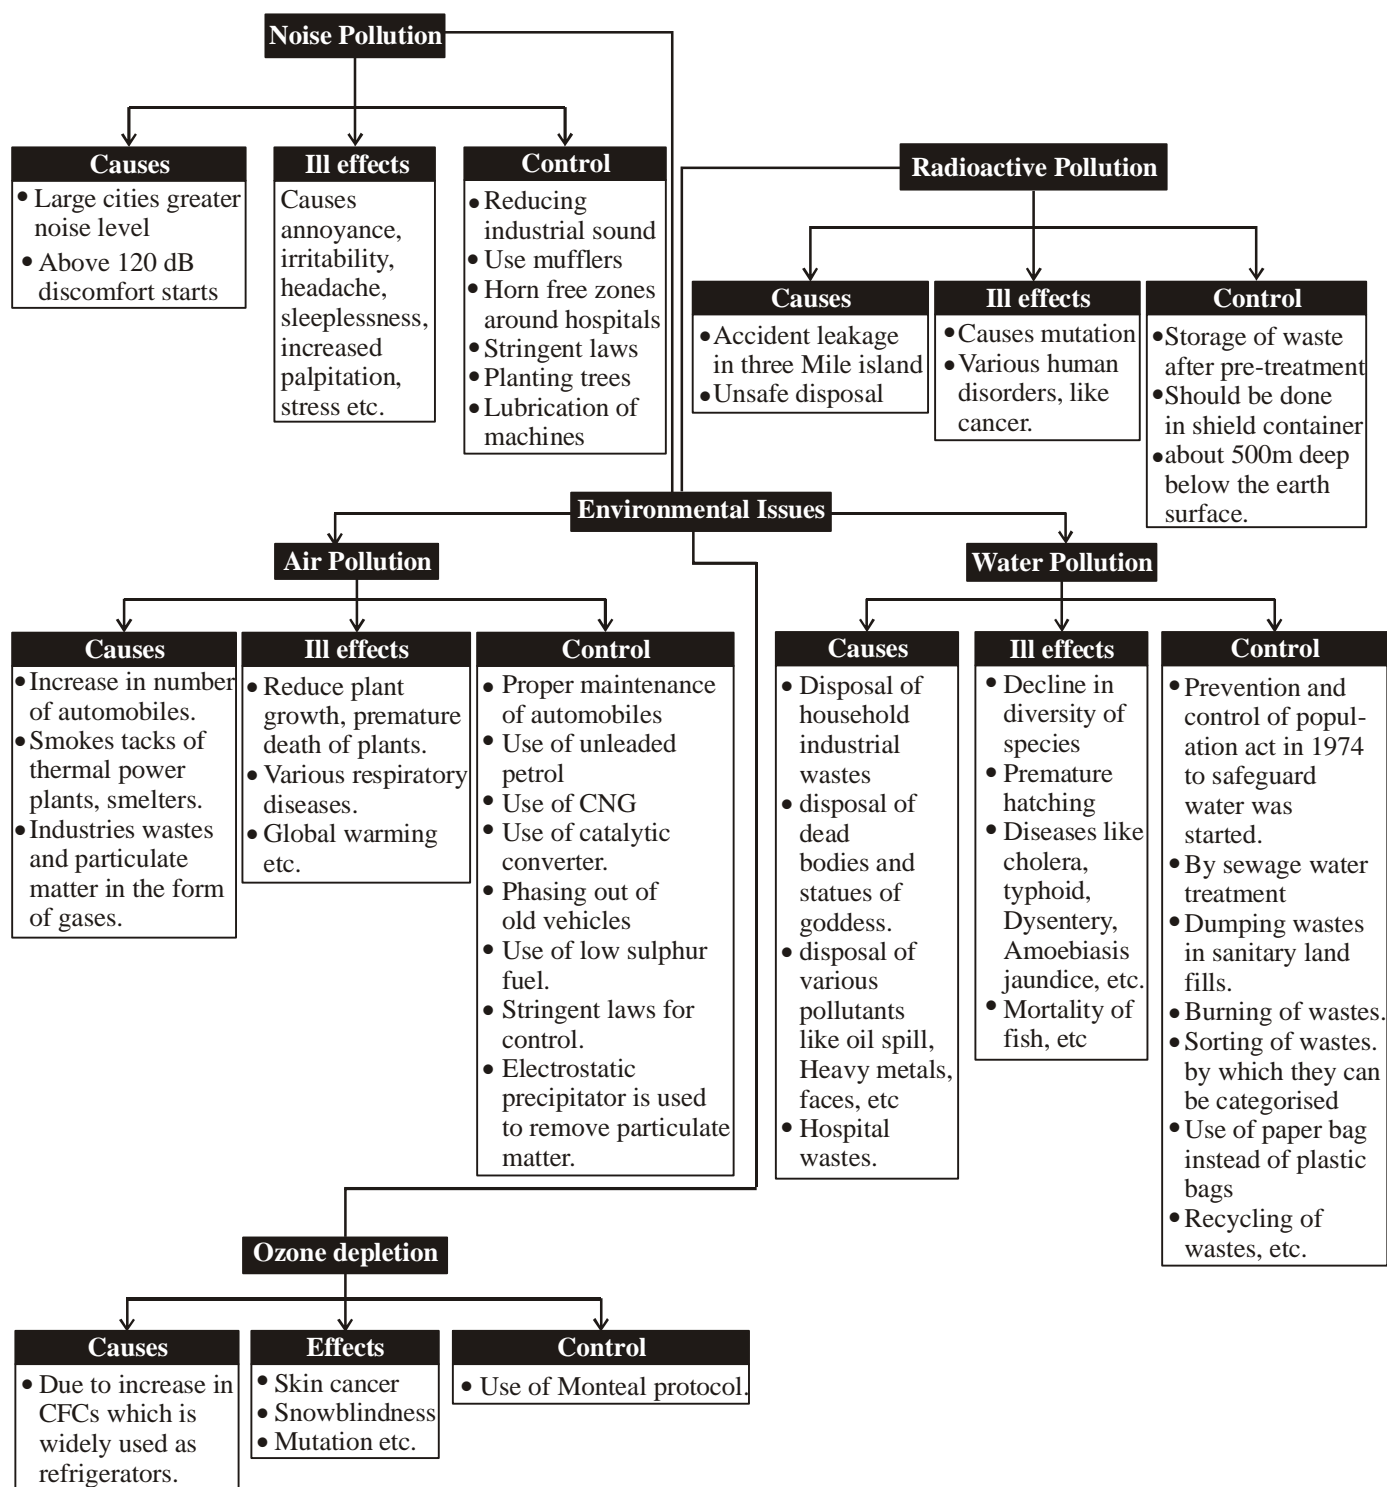 Noise Pollution
Causes
• Large cities greater
noise level
• Above 120 dB
discomfort starts
Ill effects
Causes
annoyance,
irritability,
headache,
sleeplessness,
increased
palpitation,
stress etc.
Control
• Reducing
industrial sound
• Use mufflers
• Horn free zones
around hospitals
• Stringent laws
• Planting trees
• Lubrication of
machines
Radioactive Pollution
Causes
• Accident leakage
in three Mile island
• Unsafe disposal
Ill effects
• Causes mutation
• Various human
disorders, like
cancer.
Control
• Storage of waste
after pre-treatment
• Should be done
in shield container
• about 500m deep
below the earth
surface.
Environmental Issues
Air Pollution
Causes
• Increase in number
of automobiles.
• Smokes tacks of
thermal power
plants, smelters.
• Industries wastes
and particulate
matter in the form
of gases.
Ill effects
• Reduce plant
growth, premature
death of plants.
• Various respiratory
diseases.
• Global warming
etc.
Control
• Proper maintenance
of automobiles
• Use of unleaded
petrol
• Use of CNG
• Use of catalytic
converter.
• Phasing out of
old vehicles
• Use of low sulphur
fuel.
• Stringent laws for
control.
• Electrostatic
precipitator is used
to remove particulate
matter.
Water Pollution
Causes
• Disposal of
household
industrial
wastes
• disposal of
dead
bodies and
statues of
goddess.
• disposal of
various
pollutants
like oil spill,
Heavy metals,
faces, etc
• Hospital
wastes.
Ill effects
• Decline in
diversity of
species
• Premature
hatching
• Diseases like
cholera,
typhoid,
Dysentery,
Amoebiasis
jaundice, etc.
• Mortality of
fish, etc
Control
• Prevention and
control of popul-
ation act in 1974
to safeguard
water was
started.
• By sewage water
treatment
• Dumping wastes
in sanitary land
fills.
• Burning of wastes.
• Sorting of wastes.
by which they can
be categorised
• Use of paper bag
instead of plastic
bags
• Recycling of
wastes, etc.
Ozone depletion
Causes
• Due to increase in
CFCs which is
widely used as
refrigerators.
Effects
• Skin cancer
• Snowblindness
• Mutation etc.
Control
• Use of Monteal protocol.